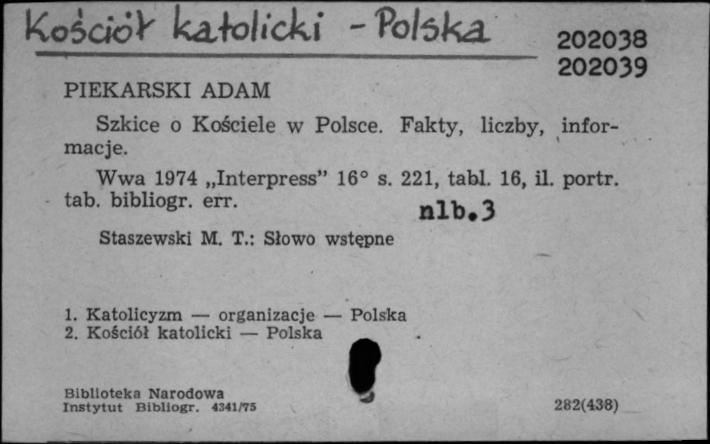 Kościół katolicki - Polska
202038
202039
PIEKARSKI ADAM
Szkice o Kościele w Polsce. Fakty, liczby, infor-
macje.
Wwa 1974 „Interpress” 16° s. 221, tabl. 16, il. portr.
tab. bibliogr. err.
nlb.3
Staszewski M. T.: Słowo wstępne
1. Katolicyzm — organizacje — Polska
2. Kościół katolicki — Polska
Biblioteka Narodowa
Instytut Bibliogr. 4341/75
282(438)